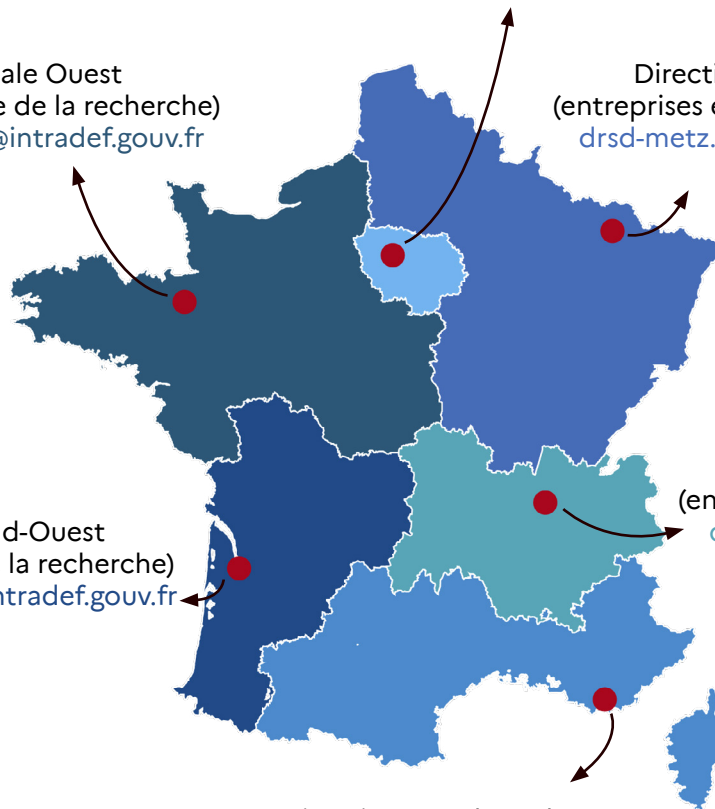 ale Ouest
e de la recherche)
@intradef.gouv.fr
Directi
(entreprises e
drsd-metz.
d-Ouest
la recherche)
ntradef.gouv.fr
(en